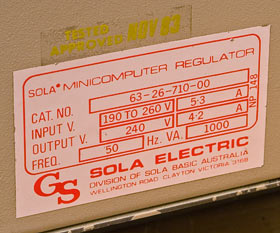 TESTED
APPROVED NOV 83
SOLA® MINICOMPUTER REGULATOR
CAT. NO. 63-26-710-00
INPUT V. 190 TO 260 V 5·3 A
OUTPUT V. 240 4·2 A
FREQ. 50 Hz. VA. 1000
NP 148
GS SOLA ELECTRIC
DIVISION OF SOLA BASIC AUSTRALIA
WELLINGTON ROAD CLAYTON VICTORIA 3168